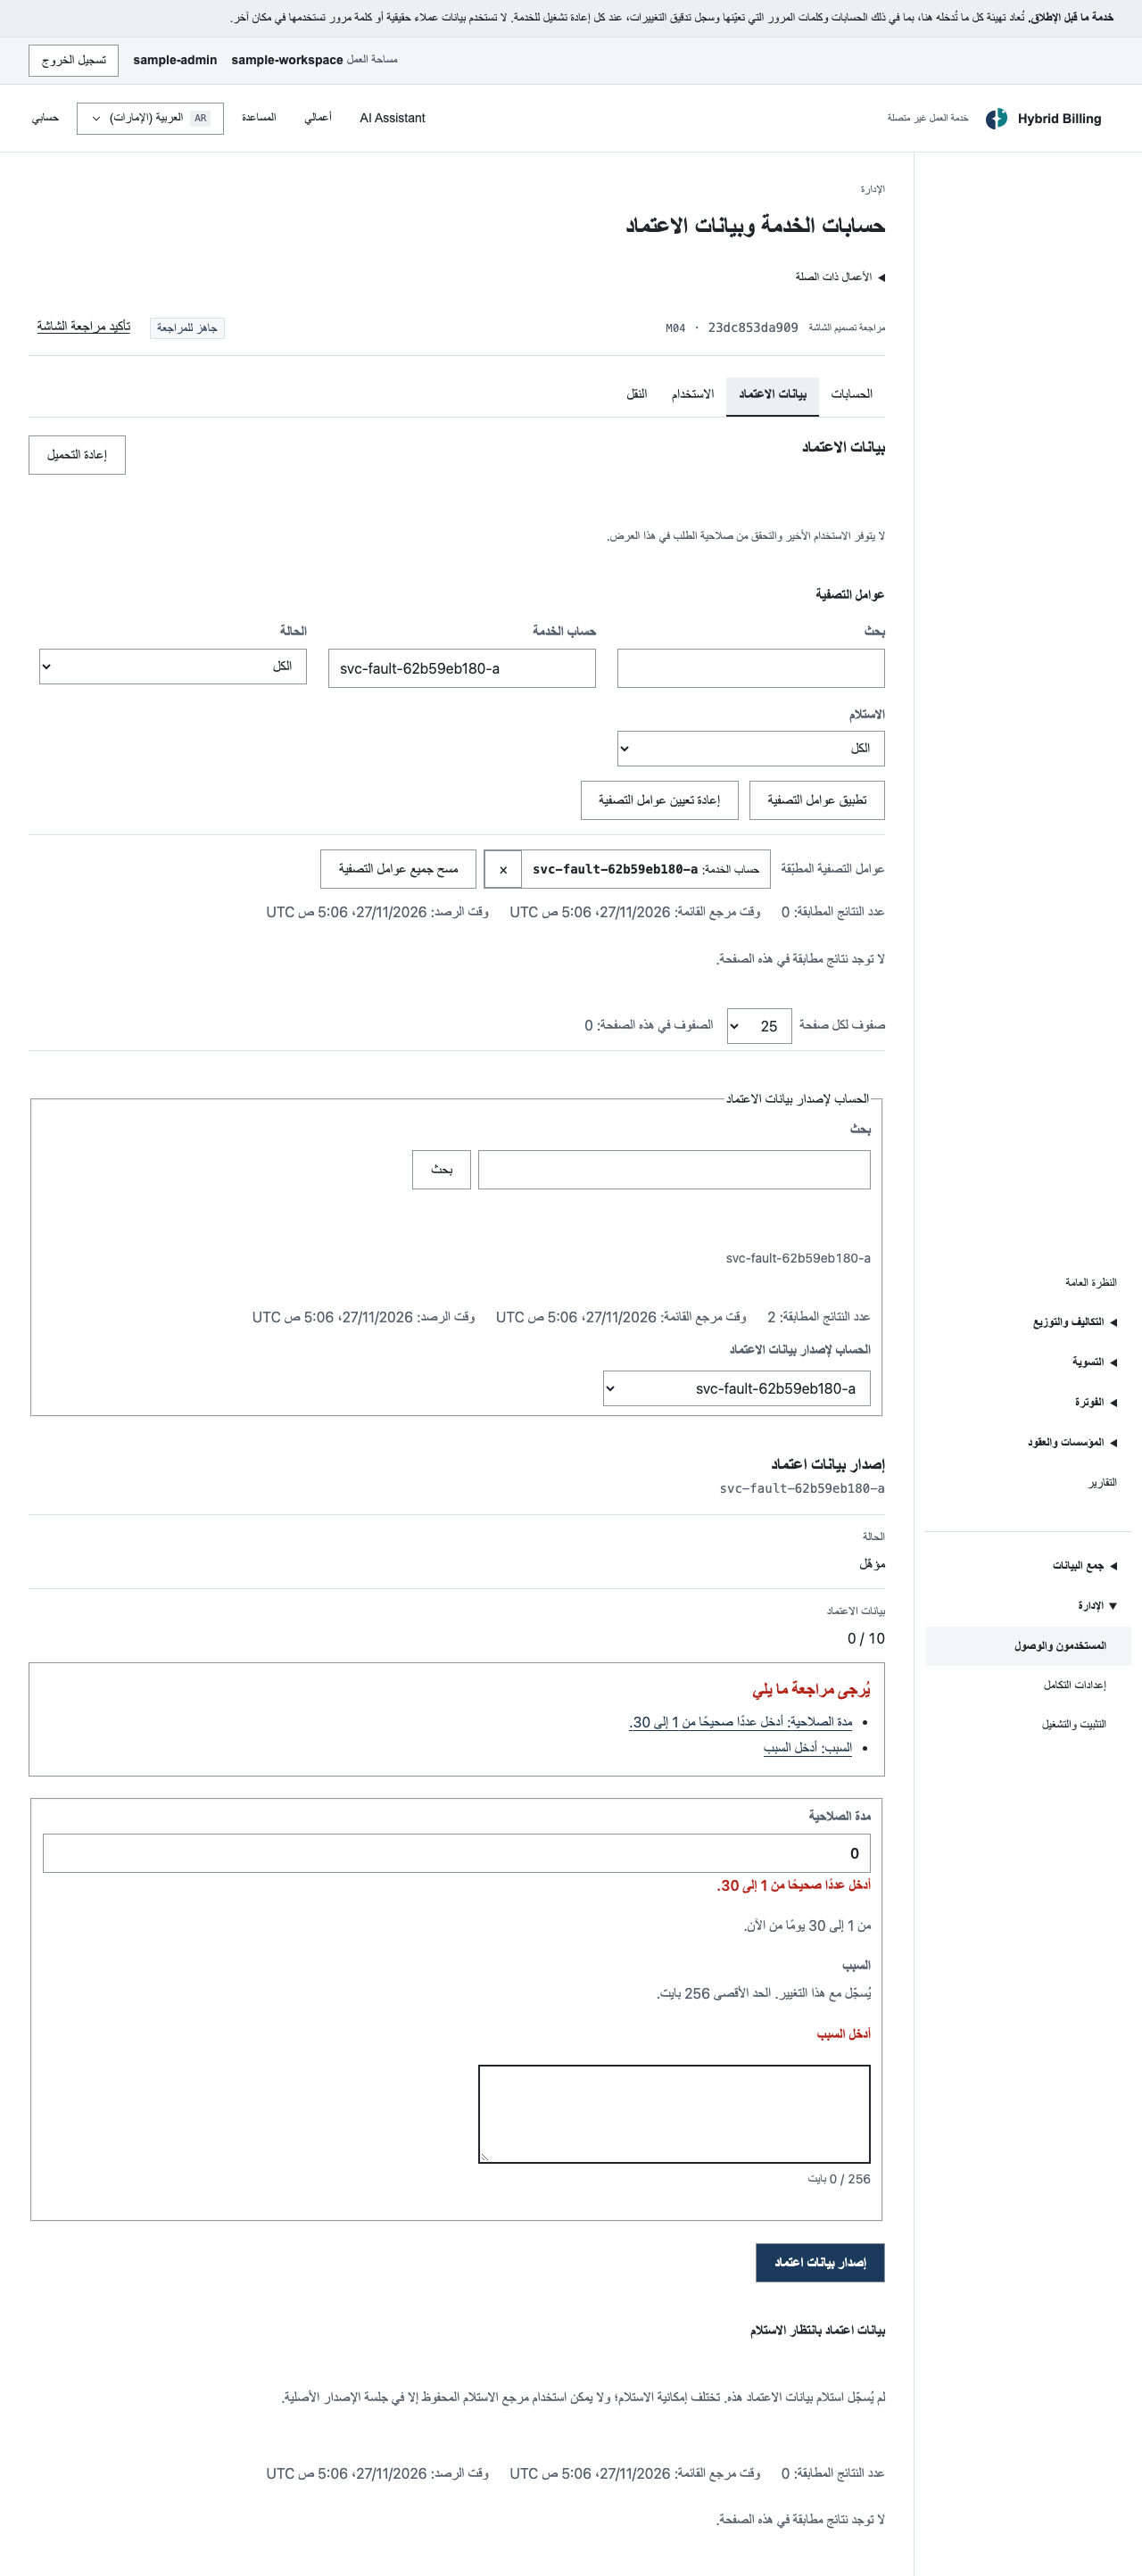 خدمة ما قبل الإطلاق. تُعاد تهيئة كل ما تُدخله هنا، بما في ذلك الحسابات وكلمات المرور التي تعيّنها وسجل تدقيق التغييرات، عند كل إعادة تشغيل للخدمة. لا تستخدم بيانات عملاء حقيقية أو كلمة مرور تستخدمها في مكان آخر.
مساحة العمل sample-workspace sample-admin تسجيل الخروج
Hybrid Billing خدمة العمل غير متصلة AI Assistant أعمالي المساعدة AR العربية (الإمارات) حسابي
الإدارة
حسابات الخدمة وبيانات الاعتماد
الأعمال ذات الصلة
مراجعة تصميم الشاشة M04 · 23dc853da909 جاهز للمراجعة تأكيد مراجعة الشاشة
الحسابات بيانات الاعتماد الاستخدام النقل
بيانات الاعتماد إعادة التحميل
لا يتوفر الاستخدام الأخير والتحقق من صلاحية الطلب في هذا العرض.
عوامل التصفية
بحث حساب الخدمة الحالة
svc-fault-62b59eb180-a الكل
الاستلام
الكل
تطبيق عوامل التصفية إعادة تعيين عوامل التصفية
عوامل التصفية المطبّقة حساب الخدمة: svc-fault-62b59eb180-a × مسح جميع عوامل التصفية
عدد النتائج المطابقة: 0 وقت مرجع القائمة: 27/11/2026، 5:06 ص UTC وقت الرصد: 27/11/2026، 5:06 ص UTC
لا توجد نتائج مطابقة في هذه الصفحة.
صفوف لكل صفحة 25 الصفوف في هذه الصفحة: 0
الحساب لإصدار بيانات الاعتماد
بحث
بحث
svc-fault-62b59eb180-a
عدد النتائج المطابقة: 2 وقت مرجع القائمة: 27/11/2026، 5:06 ص UTC وقت الرصد: 27/11/2026، 5:06 ص UTC
الحساب لإصدار بيانات الاعتماد
svc-fault-62b59eb180-a
إصدار بيانات اعتماد
svc-fault-62b59eb180-a
الحالة
مؤهّل
بيانات الاعتماد
0 / 10
يُرجى مراجعة ما يلي
مدة الصلاحية: أدخل عددًا صحيحًا من 1 إلى 30.
السبب: أدخل السبب
مدة الصلاحية
0
أدخل عددًا صحيحًا من 1 إلى 30.
من 1 إلى 30 يومًا من الآن.
السبب
يُسجّل مع هذا التغيير. الحد الأقصى 256 بايت.
أدخل السبب
256 / 0 بايت
إصدار بيانات اعتماد
بيانات اعتماد بانتظار الاستلام
لم يُسجّل استلام بيانات الاعتماد هذه. تختلف إمكانية الاستلام؛ ولا يمكن استخدام مرجع الاستلام المحفوظ إلا في جلسة الإصدار الأصلية.
عدد النتائج المطابقة: 0 وقت مرجع القائمة: 27/11/2026، 5:06 ص UTC وقت الرصد: 27/11/2026، 5:06 ص UTC
لا توجد نتائج مطابقة في هذه الصفحة.
النظرة العامة
التكاليف والتوزيع
التسوية
الفوترة
المؤسسات والعقود
التقارير
جمع البيانات
الإدارة
المستخدمون والوصول
إعدادات التكامل
التثبيت والتشغيل